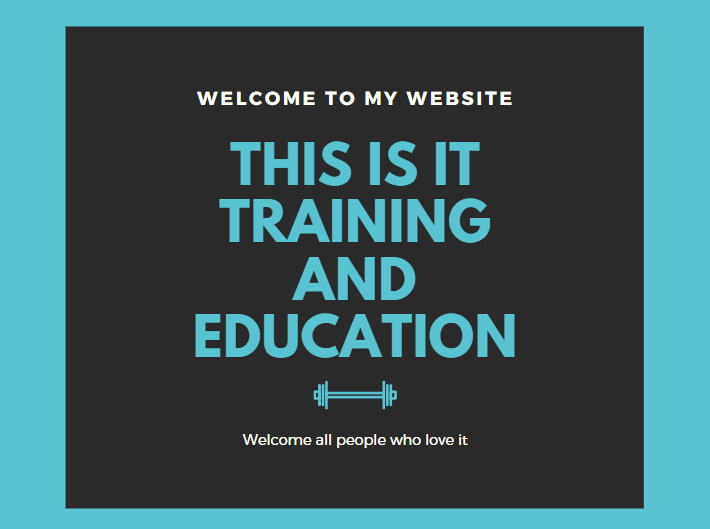 WELCOME TO MY WEBSITE
THIS IS IT
TRAINING
AND
EDUCATION
Welcome all people who love it